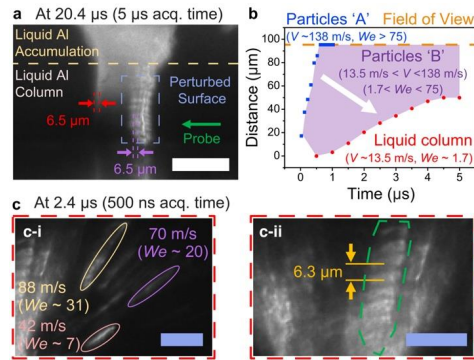 a At 20.4 μs (5 μs acq. time)
Liquid Al
Accumulation
Liquid Al
Column
Perturbed
Surface
6.5 μm
Probe
6.5 μm
b
Particles 'A'
(V ~138 m/s, We > 75)
Field of View
Particles 'B'
(13.5 m/s < V <138 m/s)
(1.7< We < 75)
Liquid column
(V ~13.5 m/s, We ~ 1.7)
Distance (μm)
100
80
60
40
20
0
0 1 2 3 4 5
Time (μs)
c At 2.4 μs (500 ns acq. time)
c-i
70 m/s
(We ~ 20)
88 m/s
(We ~ 31)
42 m/s
(We ~ 7)
c-ii
6.3 μm